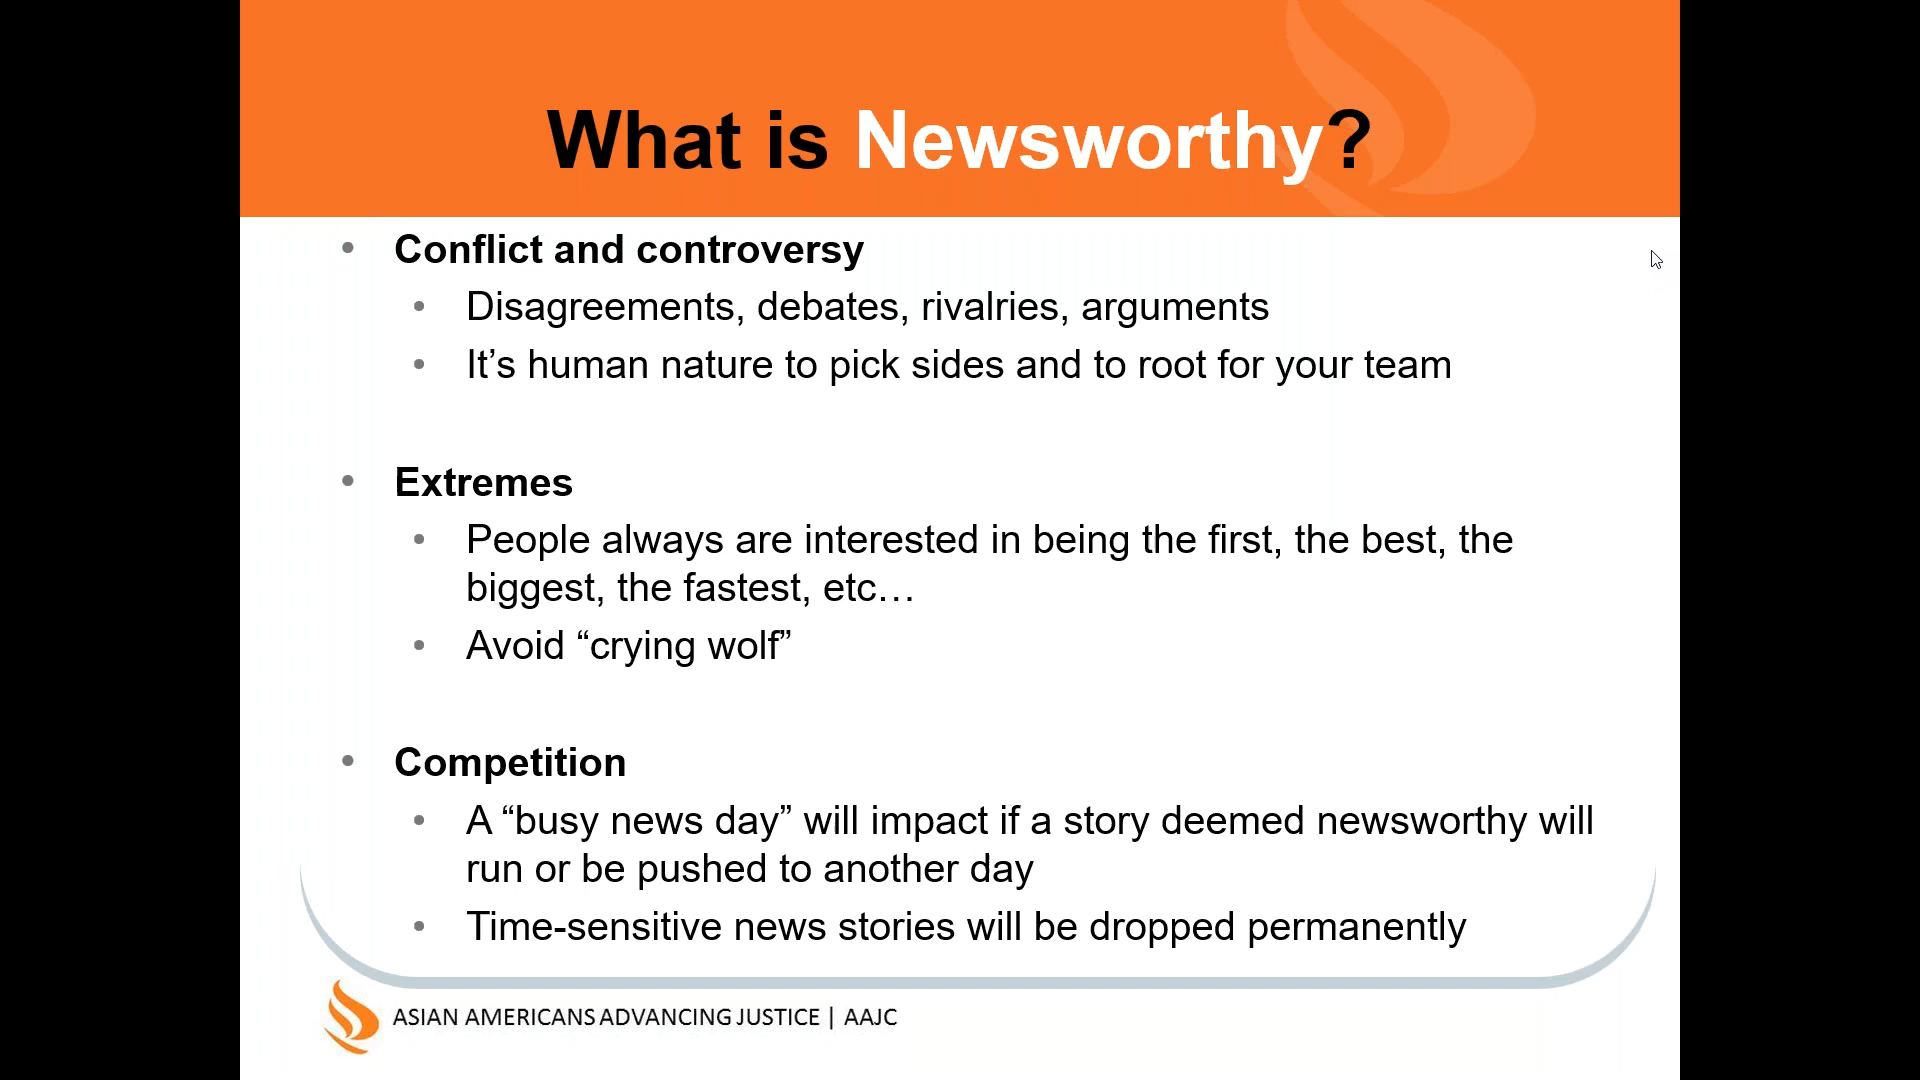 What is Newsworthy?
• Conflict and controversy
• Disagreements, debates, rivalries, arguments
• It’s human nature to pick sides and to root for your team
• Extremes
• People always are interested in being the first, the best, the
biggest, the fastest, etc…
• Avoid “crying wolf”
• Competition
• A “busy news day” will impact if a story deemed newsworthy will
run or be pushed to another day
• Time-sensitive news stories will be dropped permanently
ASIAN AMERICANS ADVANCING JUSTICE | AAJC